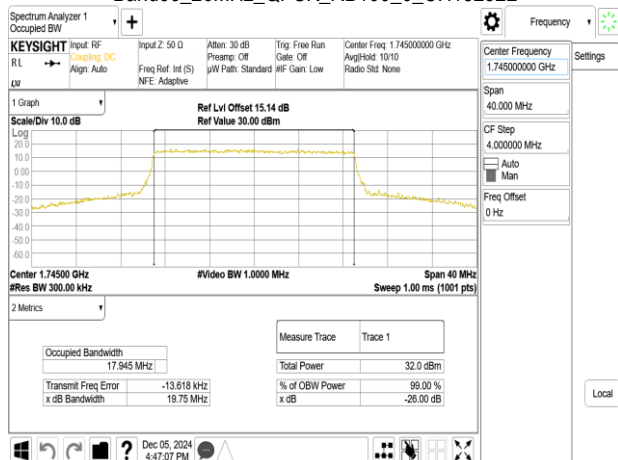 Spectrum Analyzer 1
Occupied BW
Frequency
KEYSIGHT
RL
LXI
Input: RF
Coupling: DC
Align: Auto
Input Z: 50 Ω
Freq Ref: Int (S)
NFE: Adaptive
Atten: 30 dB
Preamp: Off
µW Path: Standard
Trig: Free Run
Gate: Off
#IF Gain: Low
Center Freq: 1.745000000 GHz
Avg|Hold: 10/10
Radio Std: None
Center Frequency
1.745000000 GHz
Settings
Span
40.000 MHz
CF Step
4.000000 MHz
Auto
Man
Freq Offset
0 Hz
Local
1 Graph
Scale/Div 10.0 dB
Ref Lvl Offset 15.14 dB
Ref Value 30.00 dBm
Log
20.0
10.0
0.00
-10.0
-20.0
-30.0
-40.0
-50.0
-60.0
Center 1.74500 GHz
#Video BW 1.0000 MHz
Span 40 MHz
#Res BW 300.00 kHz
Sweep 1.00 ms (1001 pts)
2 Metrics
Measure Trace Trace 1
Occupied Bandwidth
17.945 MHz
Total Power 32.0 dBm
Transmit Freq Error -13.618 kHz
% of OBW Power 99.00 %
x dB Bandwidth 19.75 MHz
x dB -26.00 dB
?
Dec 05, 2024
4:47:07 PM